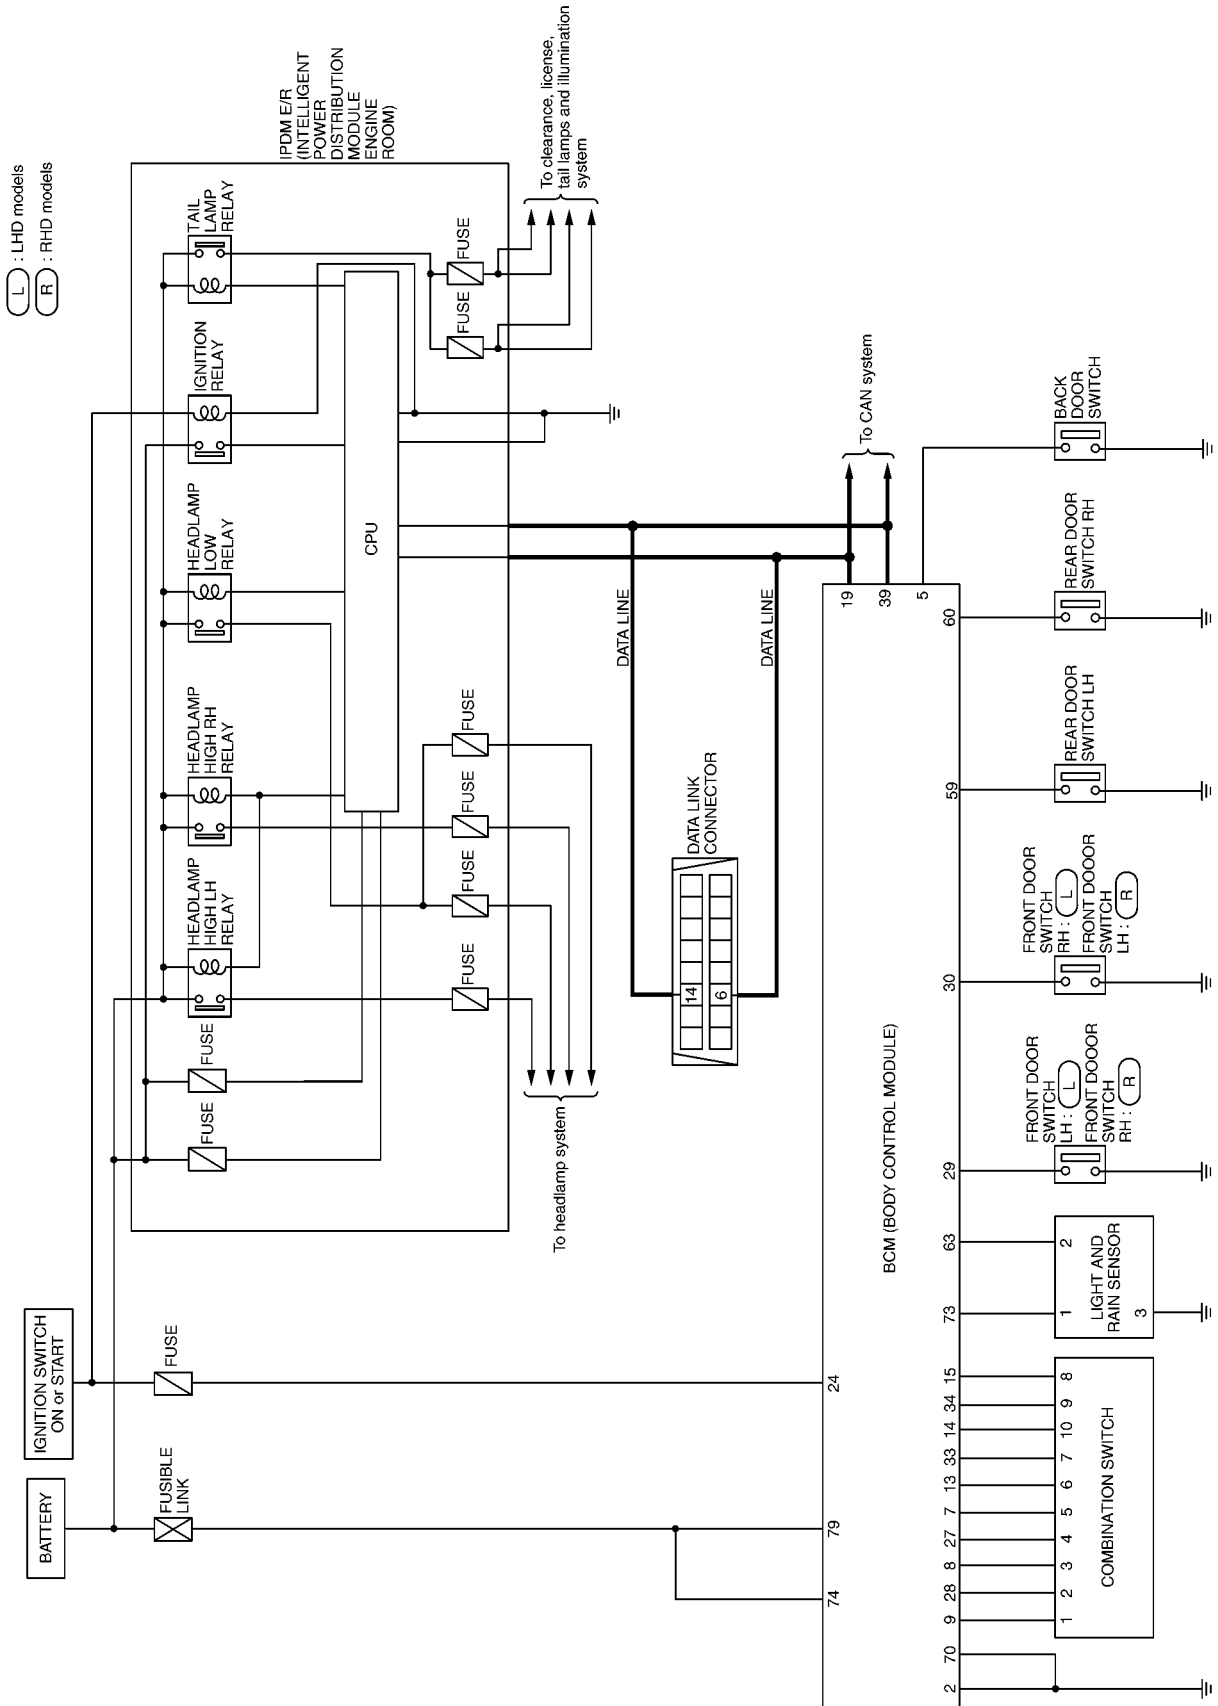 L : LHD models
R : RHD models
BATTERY
IGNITION SWITCH
ON or START
FUSIBLE
LINK
FUSE
FUSE
FUSE
HEADLAMP
HIGH LH
RELAY
HEADLAMP
HIGH RH
RELAY
HEADLAMP
LOW
RELAY
IGNITION
RELAY
TAIL
LAMP
RELAY
IPDM E/R
(INTELLIGENT
POWER
DISTRIBUTION
MODULE
ENGINE
ROOM)
CPU
FUSE
FUSE
FUSE
FUSE
FUSE
FUSE
To headlamp system
To clearance, license,
tail lamps and illumination
system
DATA LINE
DATA LINE
DATA LINK
CONNECTOR
14
6
To CAN system
74
79
24
19
39
5
BCM (BODY CONTROL MODULE)
2
70
9
28
8
27
7
13
33
14
34
15
73
63
29
30
59
60
1
2
3
4
5
6
7
10
9
8
COMBINATION SWITCH
1
2
LIGHT AND
RAIN SENSOR
3
FRONT DOOR
SWITCH
LH : L
FRONT DOOOR
SWITCH
RH : R
FRONT DOOR
SWITCH
RH : L
FRONT DOOOR
SWITCH
LH : R
REAR DOOR
SWITCH LH
REAR DOOR
SWITCH RH
BACK
DOOR
SWITCH